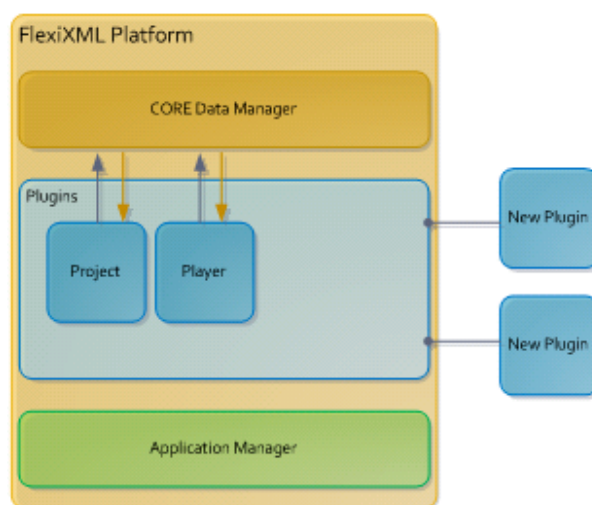 FlexiXML Platform
CORE Data Manager
Plugins
Project
Player
New Plugin
New Plugin
Application Manager